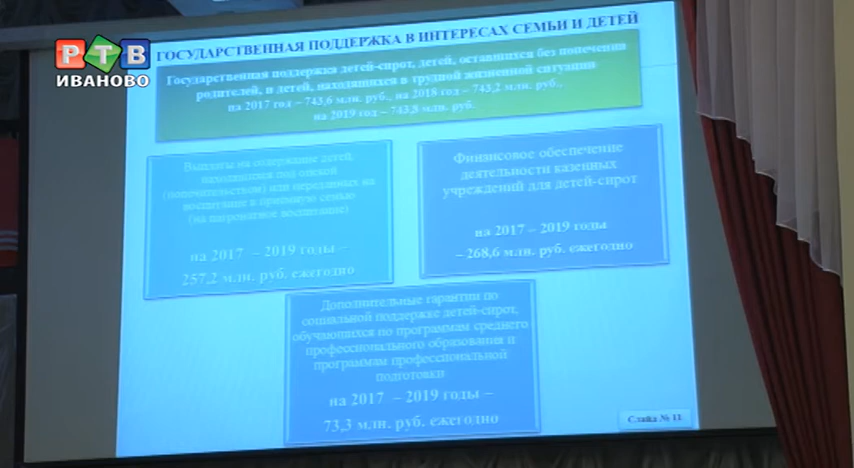 РТВ
ИВАНОВО
ГОСУДАРСТВЕННАЯ ПОДДЕРЖКА В ИНТЕРЕСАХ СЕМЬИ И ДЕТЕЙ
Государственная поддержка детей-сирот, детей, оставшихся без попечения
родителей, и детей, находящихся в трудной жизненной ситуации
на 2017 год – 743,6 млн. руб., на 2018 год – 743,2 млн. руб.,
на 2019 год – 743,8 млн. руб.
Выплаты на содержание детей,
находящихся под опекой
(попечительством) или переданных на
воспитание в приемную семью
(на патронатное воспитание)
на 2017 – 2019 годы –
257,2 млн. руб. ежегодно
Финансовое обеспечение
деятельности казенных
учреждений для детей-сирот
на 2017 – 2019 годы
– 268,6 млн. руб. ежегодно
Дополнительные гарантии по
социальной поддержке детей-сирот,
обучающихся по программам среднего
профессионального образования и
программам профессиональной
подготовки
на 2017 – 2019 годы –
73,3 млн. руб. ежегодно
Слайд №